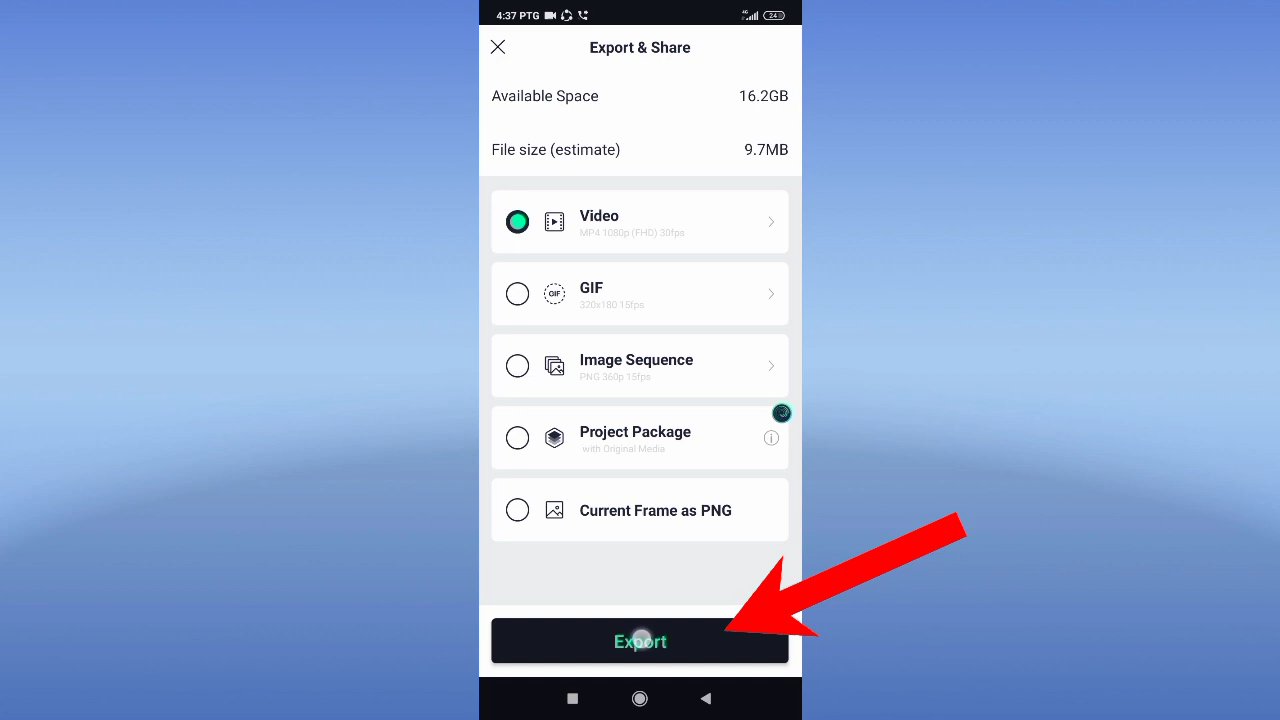 4:37 PTG 4G 24
Export & Share
Available Space 16.2GB
File size (estimate) 9.7MB
Video
MP4 1080p (FHD) 30fps
GIF GIF
320x180 15fps
Image Sequence
PNG 360p 15fps
Project Package
with Original Media
Current Frame as PNG
Export